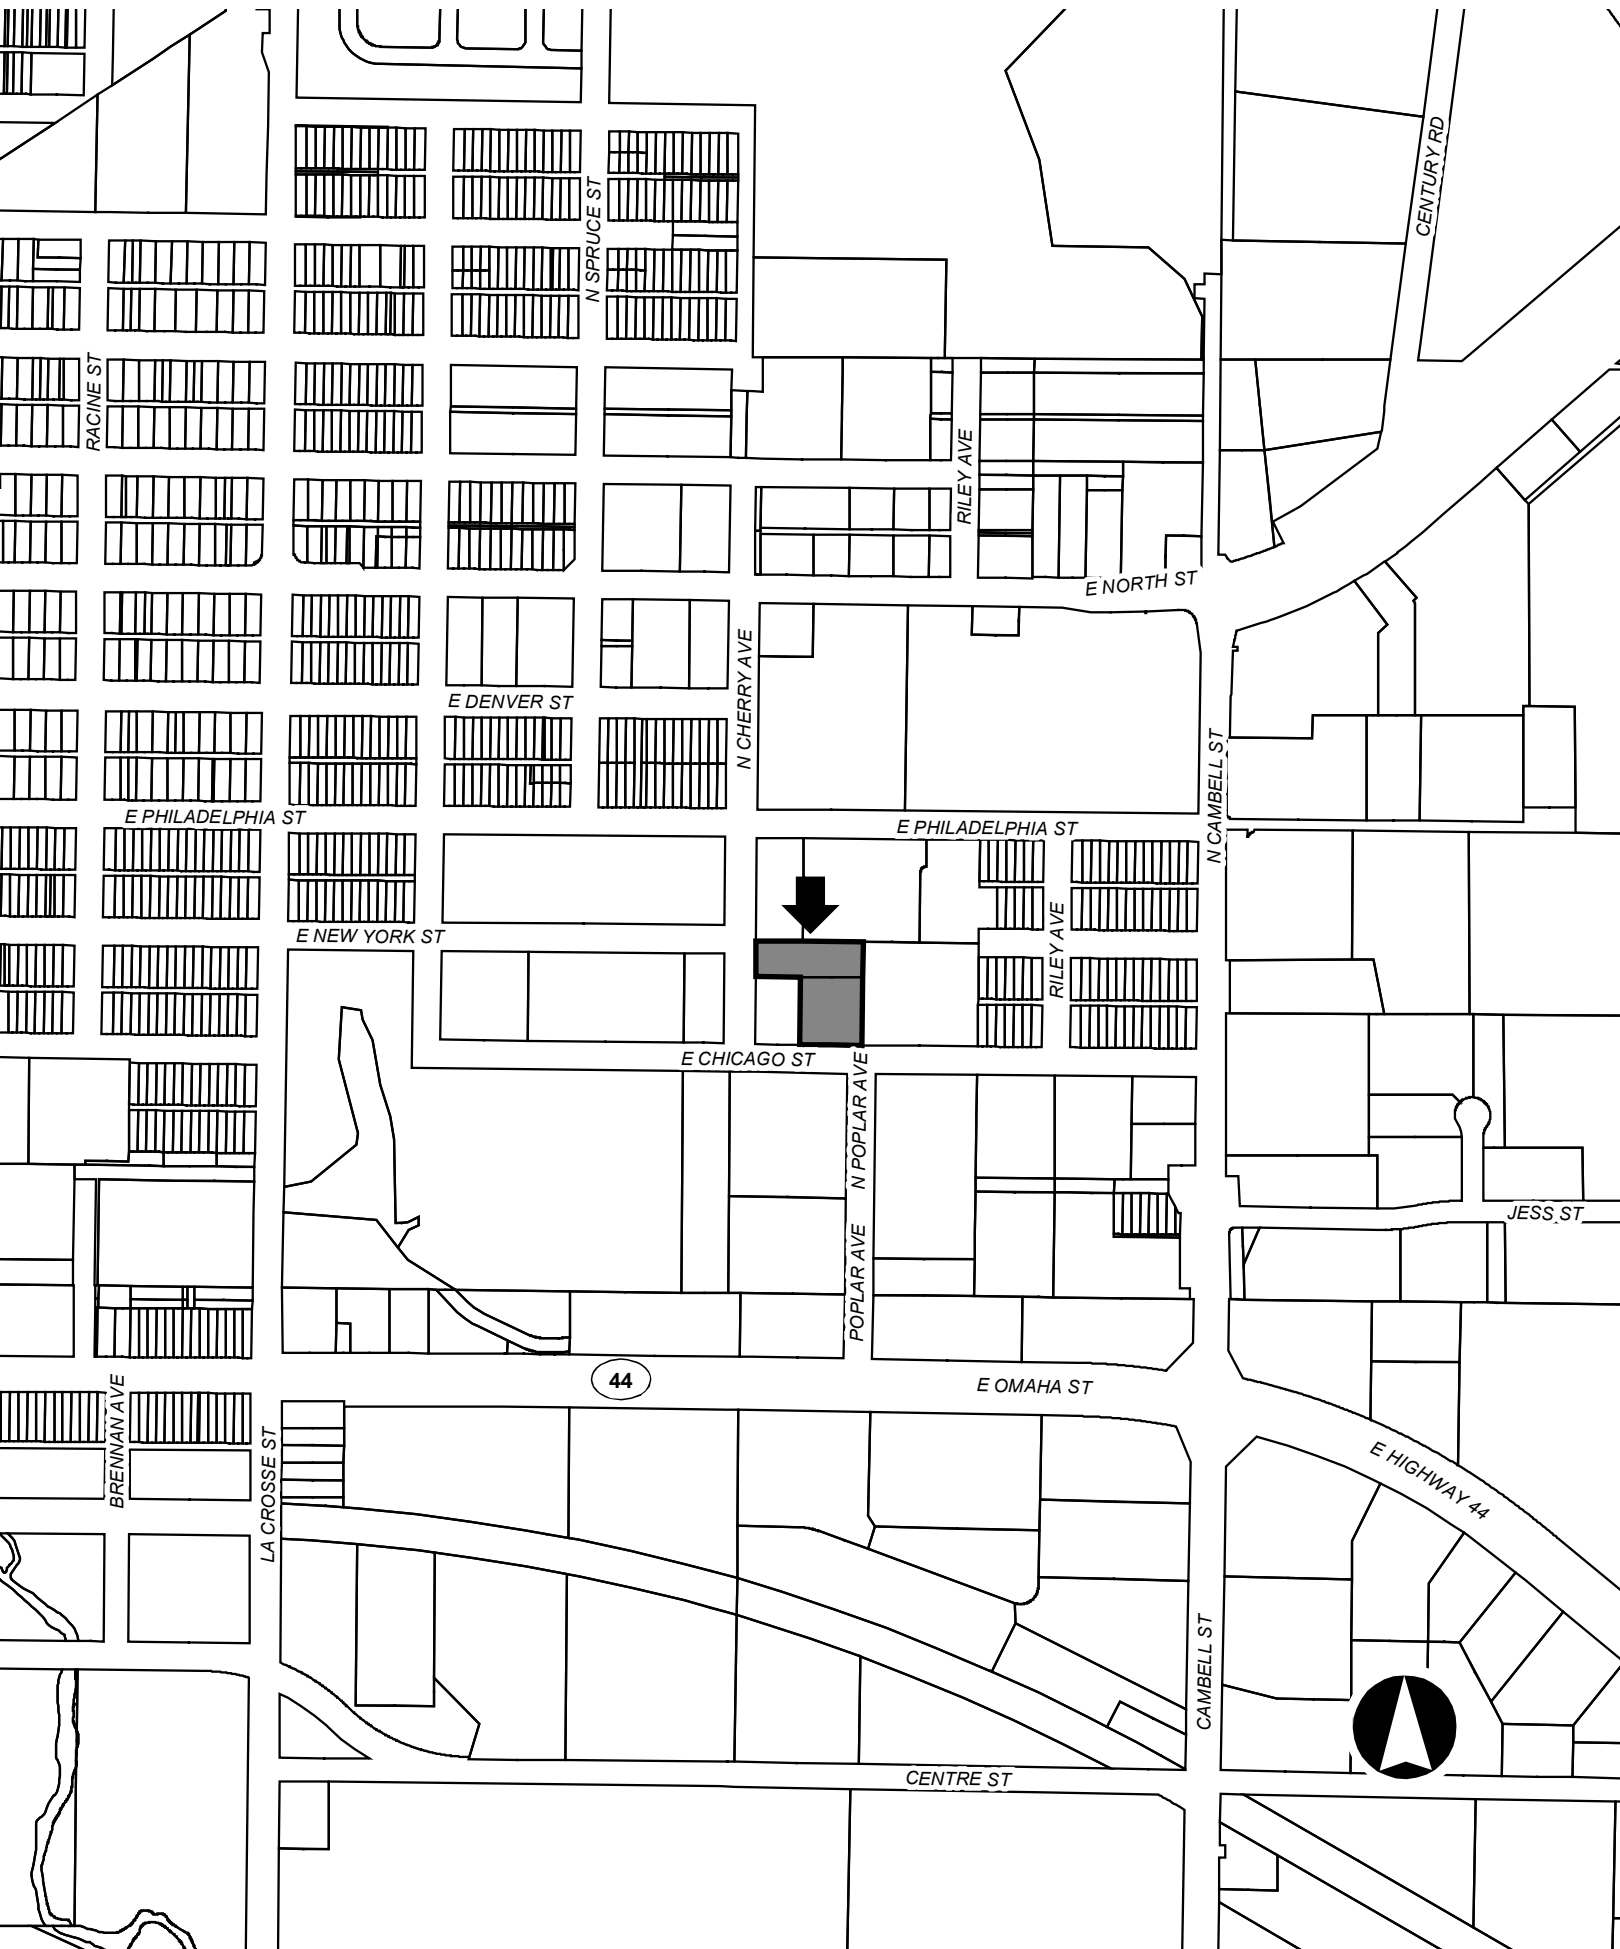 CENTURY RD
N SPRUCE ST
RACINE ST
RILEY AVE
E NORTH ST
N CHERRY AVE
E DENVER ST
N CAMBELL ST
E PHILADELPHIA ST
E PHILADELPHIA ST
RILEY AVE
E NEW YORK ST
E CHICAGO ST
N POPLAR AVE
JESS ST
POPLAR AVE
44
E OMAHA ST
BRENNAN AVE
LA CROSSE ST
E HIGHWAY 44
CAMBELL ST
CENTRE ST